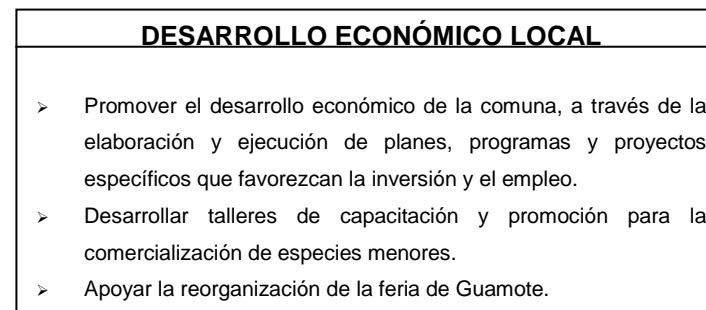 DESARROLLO ECONÓMICO LOCAL
➢ Promover el desarrollo económico de la comuna, a través de la
elaboración y ejecución de planes, programas y proyectos
específicos que favorezcan la inversión y el empleo.
➢ Desarrollar talleres de capacitación y promoción para la
comercialización de especies menores.
➢ Apoyar la reorganización de la feria de Guamote.